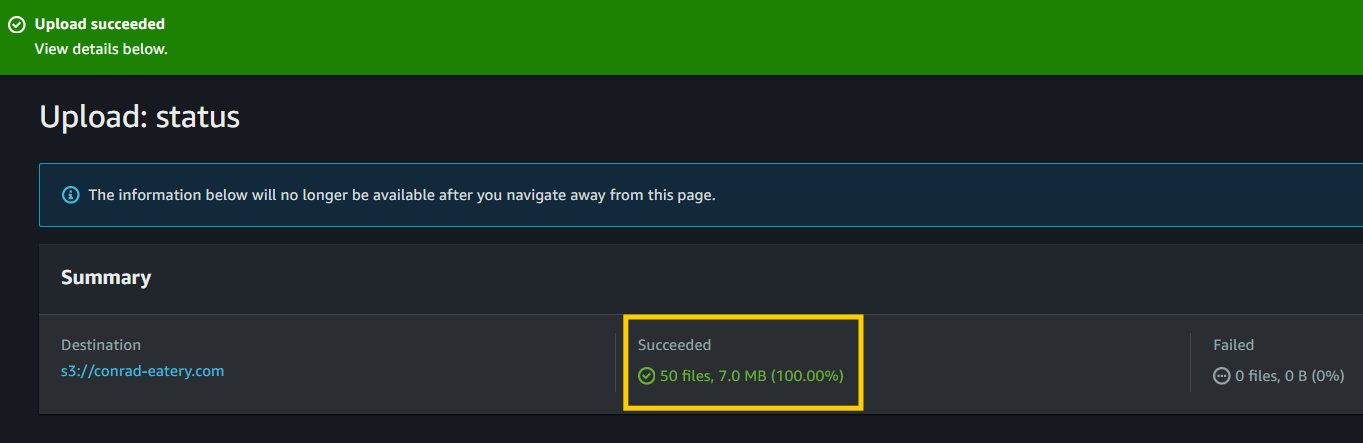 Upload succeeded
View details below.
Upload: status
The information below will no longer be available after you navigate away from this page.
Summary
Destination
s3://conrad-eatery.com
Succeeded
50 files, 7.0 MB (100.00%)
Failed
0 files, 0 B (0%)